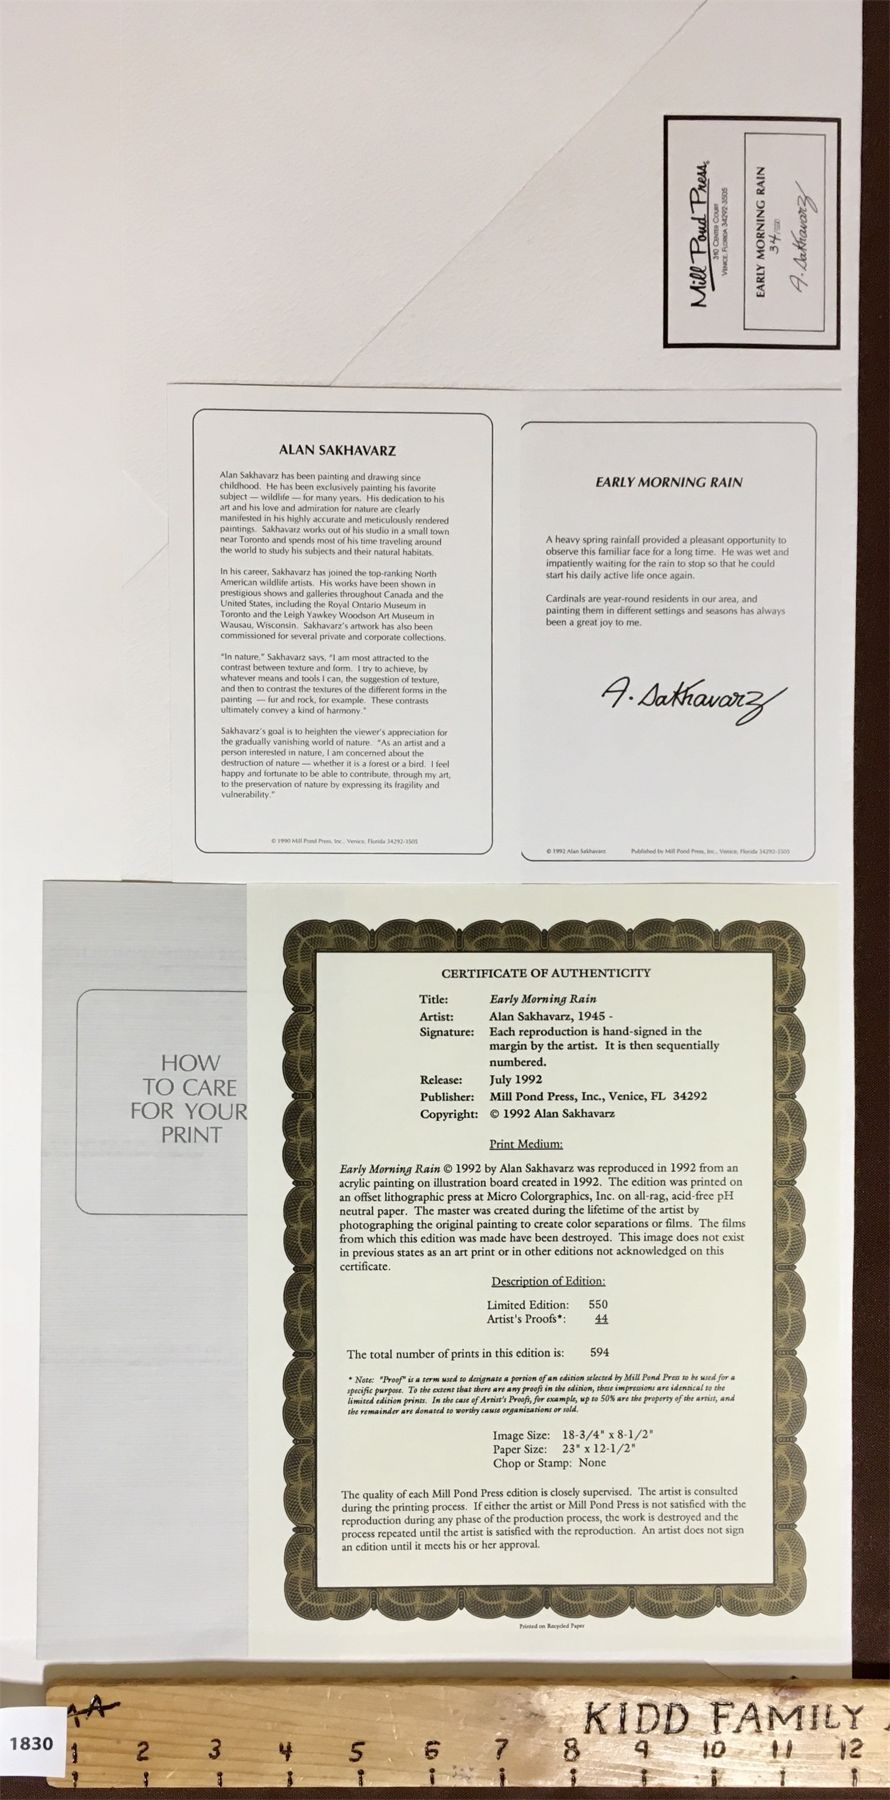 Mill Pond Press,
310 Center Court
Venice, Florida 34292-3505
EARLY MORNING RAIN
34/550
A. Sakhavarz
ALAN SAKHAVARZ
Alan Sakhavarz has been painting and drawing since
childhood. He has been exclusively painting his favorite
subject — wildlife — for many years. His dedication to his
art and his love and admiration for nature are clearly
manifested in his highly accurate and meticulously rendered
paintings. Sakhavarz works out of his studio in a small town
near Toronto and spends most of his time traveling around
the world to study his subjects and their natural habitats.
In his career, Sakhavarz has joined the top-ranking North
American wildlife artists. His works have been shown in
prestigious shows and galleries throughout Canada and the
United States, including the Royal Ontario Museum in
Toronto and the Leigh Yawkey Woodson Art Museum in
Wausau, Wisconsin. Sakhavarz's artwork has also been
commissioned for several private and corporate collections.
"In nature," Sakhavarz says, "I am most attracted to the
contrast between texture and form. I try to achieve, by
whatever means and tools I can, the suggestion of texture,
and then to contrast the textures of the different forms in the
painting — fur and rock, for example. These contrasts
ultimately convey a kind of harmony."
Sakhavarz's goal is to heighten the viewer's appreciation for
the gradually vanishing world of nature. "As an artist and a
person interested in nature, I am concerned about the
destruction of nature — whether it is a forest or a bird. I feel
happy and fortunate to be able to contribute, through my art,
to the preservation of nature by expressing its fragility and
vulnerability."
© 1990 Mill Pond Press, Inc., Venice, Florida 34292-3505
EARLY MORNING RAIN
A heavy spring rainfall provided a pleasant opportunity to
observe this familiar face for a long time. He was wet and
impatiently waiting for the rain to stop so that he could
start his daily active life once again.
Cardinals are year-round residents in our area, and
painting them in different settings and seasons has always
been a great joy to me.
A. Sakhavarz
© 1992 Alan Sakhavarz Published by Mill Pond Press, Inc., Venice, Florida 34292-3505
HOW
TO CARE
FOR YOUR
PRINT
CERTIFICATE OF AUTHENTICITY
Title: Early Morning Rain
Artist: Alan Sakhavarz, 1945 -
Signature: Each reproduction is hand-signed in the
margin by the artist. It is then sequentially
numbered.
Release: July 1992
Publisher: Mill Pond Press, Inc., Venice, FL 34292
Copyright: © 1992 Alan Sakhavarz
Print Medium:
Early Morning Rain © 1992 by Alan Sakhavarz was reproduced in 1992 from an
acrylic painting on illustration board created in 1992. The edition was printed on
an offset lithographic press at Micro Colorgraphics, Inc. on all-rag, acid-free pH
neutral paper. The master was created during the lifetime of the artist by
photographing the original painting to create color separations or films. The films
from which this edition was made have been destroyed. This image does not exist
in previous states as an art print or in other editions not acknowledged on this
certificate.
Description of Edition:
Limited Edition: 550
Artist's Proofs*: 44
The total number of prints in this edition is: 594
* Note: "Proof" is a term used to designate a portion of an edition selected by Mill Pond Press to be used for a
specific purpose. To the extent that there are any proofs in the edition, these impressions are identical to the
limited edition prints. In the case of Artist's Proofs, for example, up to 50% are the property of the artist, and
the remainder are donated to worthy cause organizations or sold.
Image Size: 18-3/4" x 8-1/2"
Paper Size: 23" x 12-1/2"
Chop or Stamp: None
The quality of each Mill Pond Press edition is closely supervised. The artist is consulted
during the printing process. If either the artist or Mill Pond Press is not satisfied with the
reproduction during any phase of the production process, the work is destroyed and the
process repeated until the artist is satisfied with the reproduction. An artist does not sign
an edition until it meets his or her approval.
Printed on Recycled Paper
KIDD FAMILY
1830
1 2 3 4 5 6 7 8 9 10 11 12